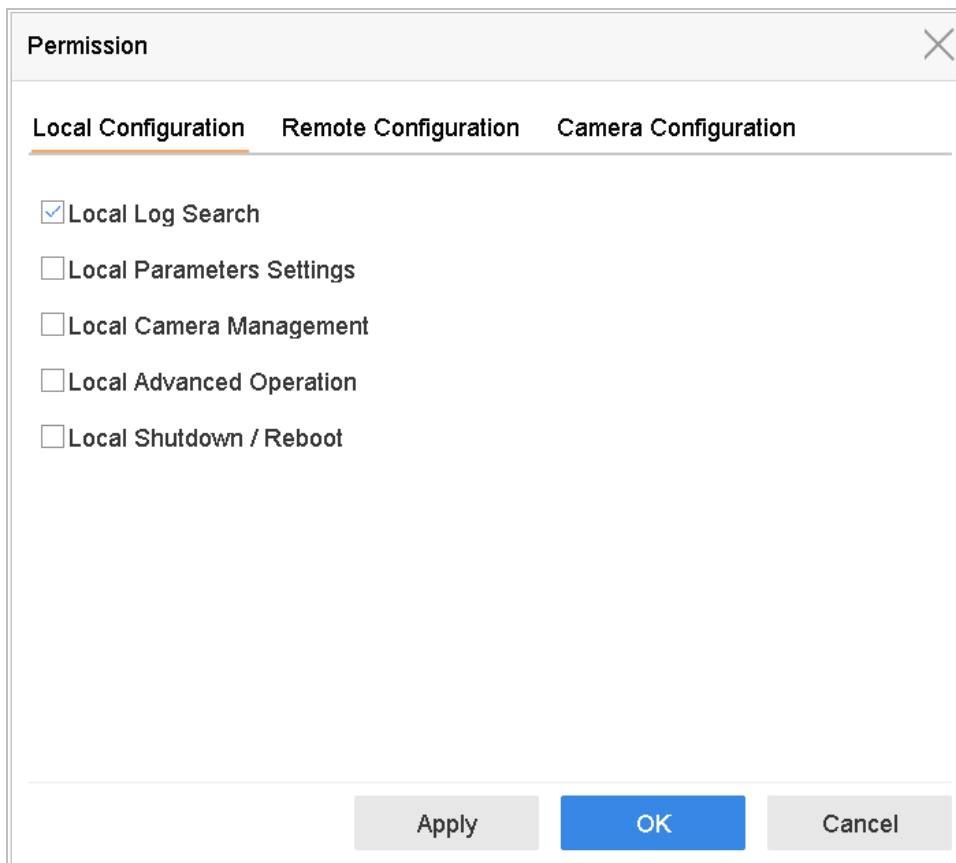 Permission
Local Configuration Remote Configuration Camera Configuration
Local Log Search
Local Parameters Settings
Local Camera Management
Local Advanced Operation
Local Shutdown / Reboot
Apply OK Cancel